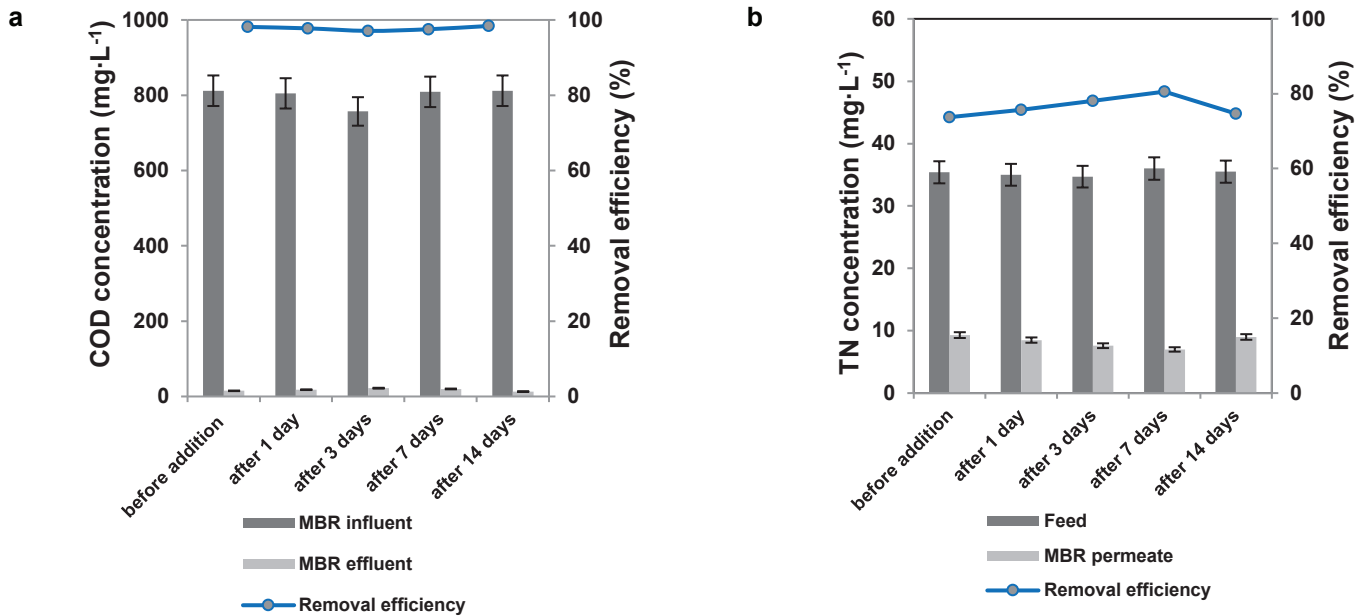 a
COD concentration (mg·L-1)
1000
800
600
400
200
0
100
80
60
40
20
0
Removal efficiency (%)
before addition
after 1 day
after 3 days
after 7 days
after 14 days
MBR influent
MBR effluent
Removal efficiency
b
TN concentration (mg·L-1)
60
50
40
30
20
10
0
100
80
60
40
20
0
Removal efficiency (%)
before addition
after 1 day
after 3 days
after 7 days
after 14 days
Feed
MBR permeate
Removal efficiency